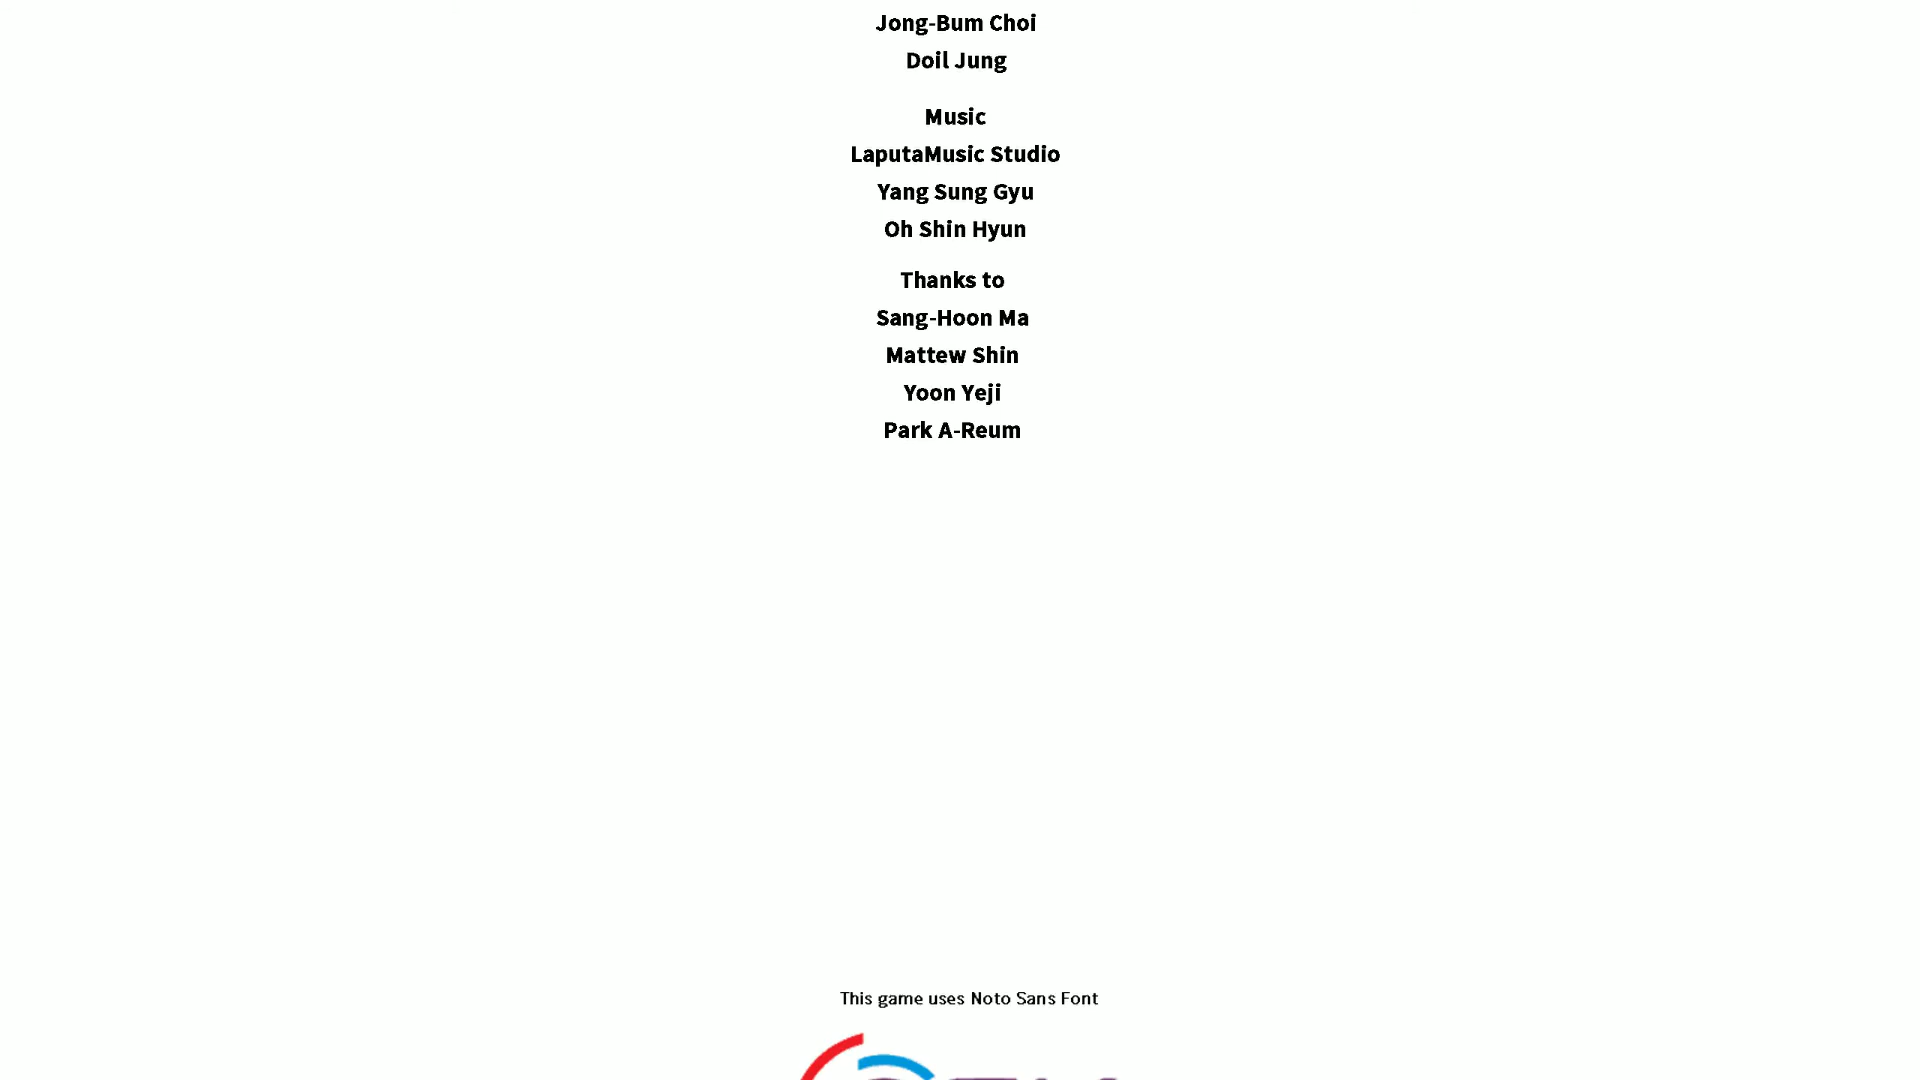 Jong-Bum Choi
Doil Jung
Music
LaputaMusic Studio
Yang Sung Gyu
Oh Shin Hyun
Thanks to
Sang-Hoon Ma
Mattew Shin
Yoon Yeji
Park A-Reum
This game uses Noto Sans Font